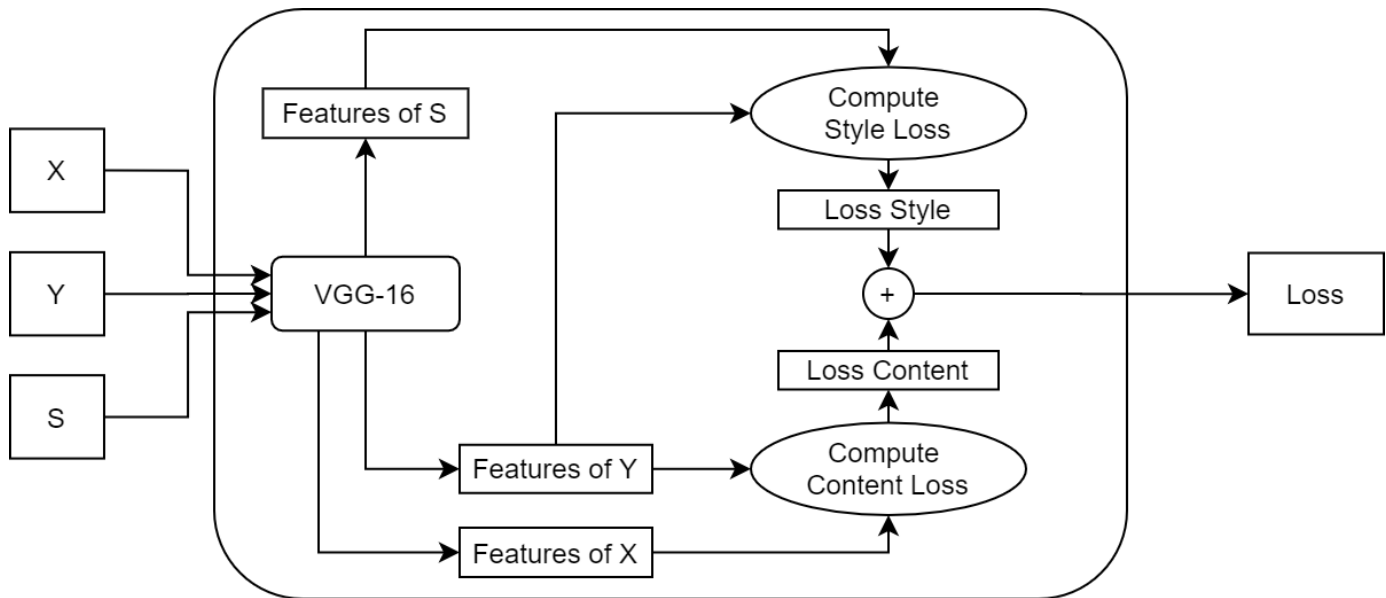 X
Y
S
Features of S
VGG-16
Features of Y
Features of X
Compute
Style Loss
Loss Style
+
Loss Content
Compute
Content Loss
Loss